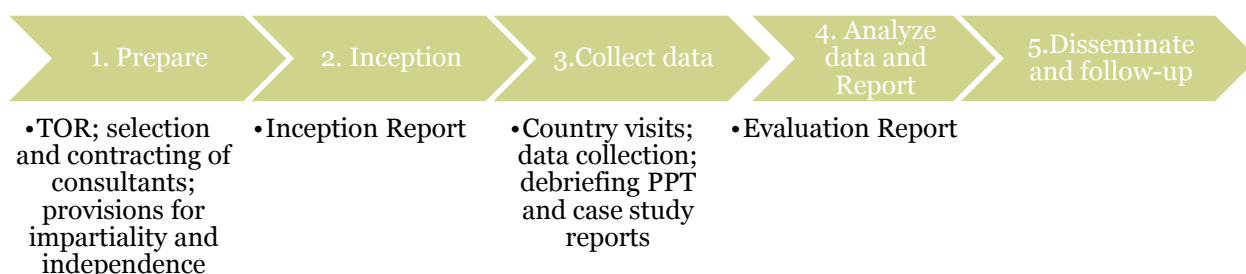 1. Prepare
2. Inception
3.Collect data
4. Analyze
data and
Report
5.Disseminate
and follow-up
•TOR; selection
and contracting of
consultants;
provisions for
impartiality and
independence
•Inception Report
•Country visits;
data collection;
debriefing PPT
and case study
reports
•Evaluation Report